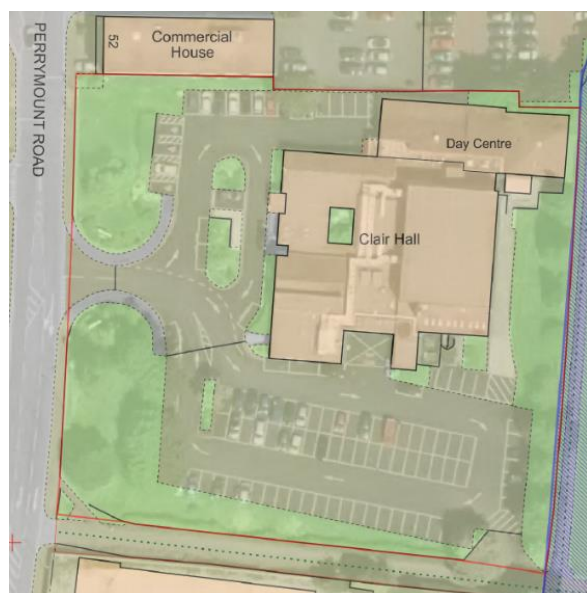 PERRYMOUNT ROAD
52
Commercial
House
Day Centre
Clair Hall